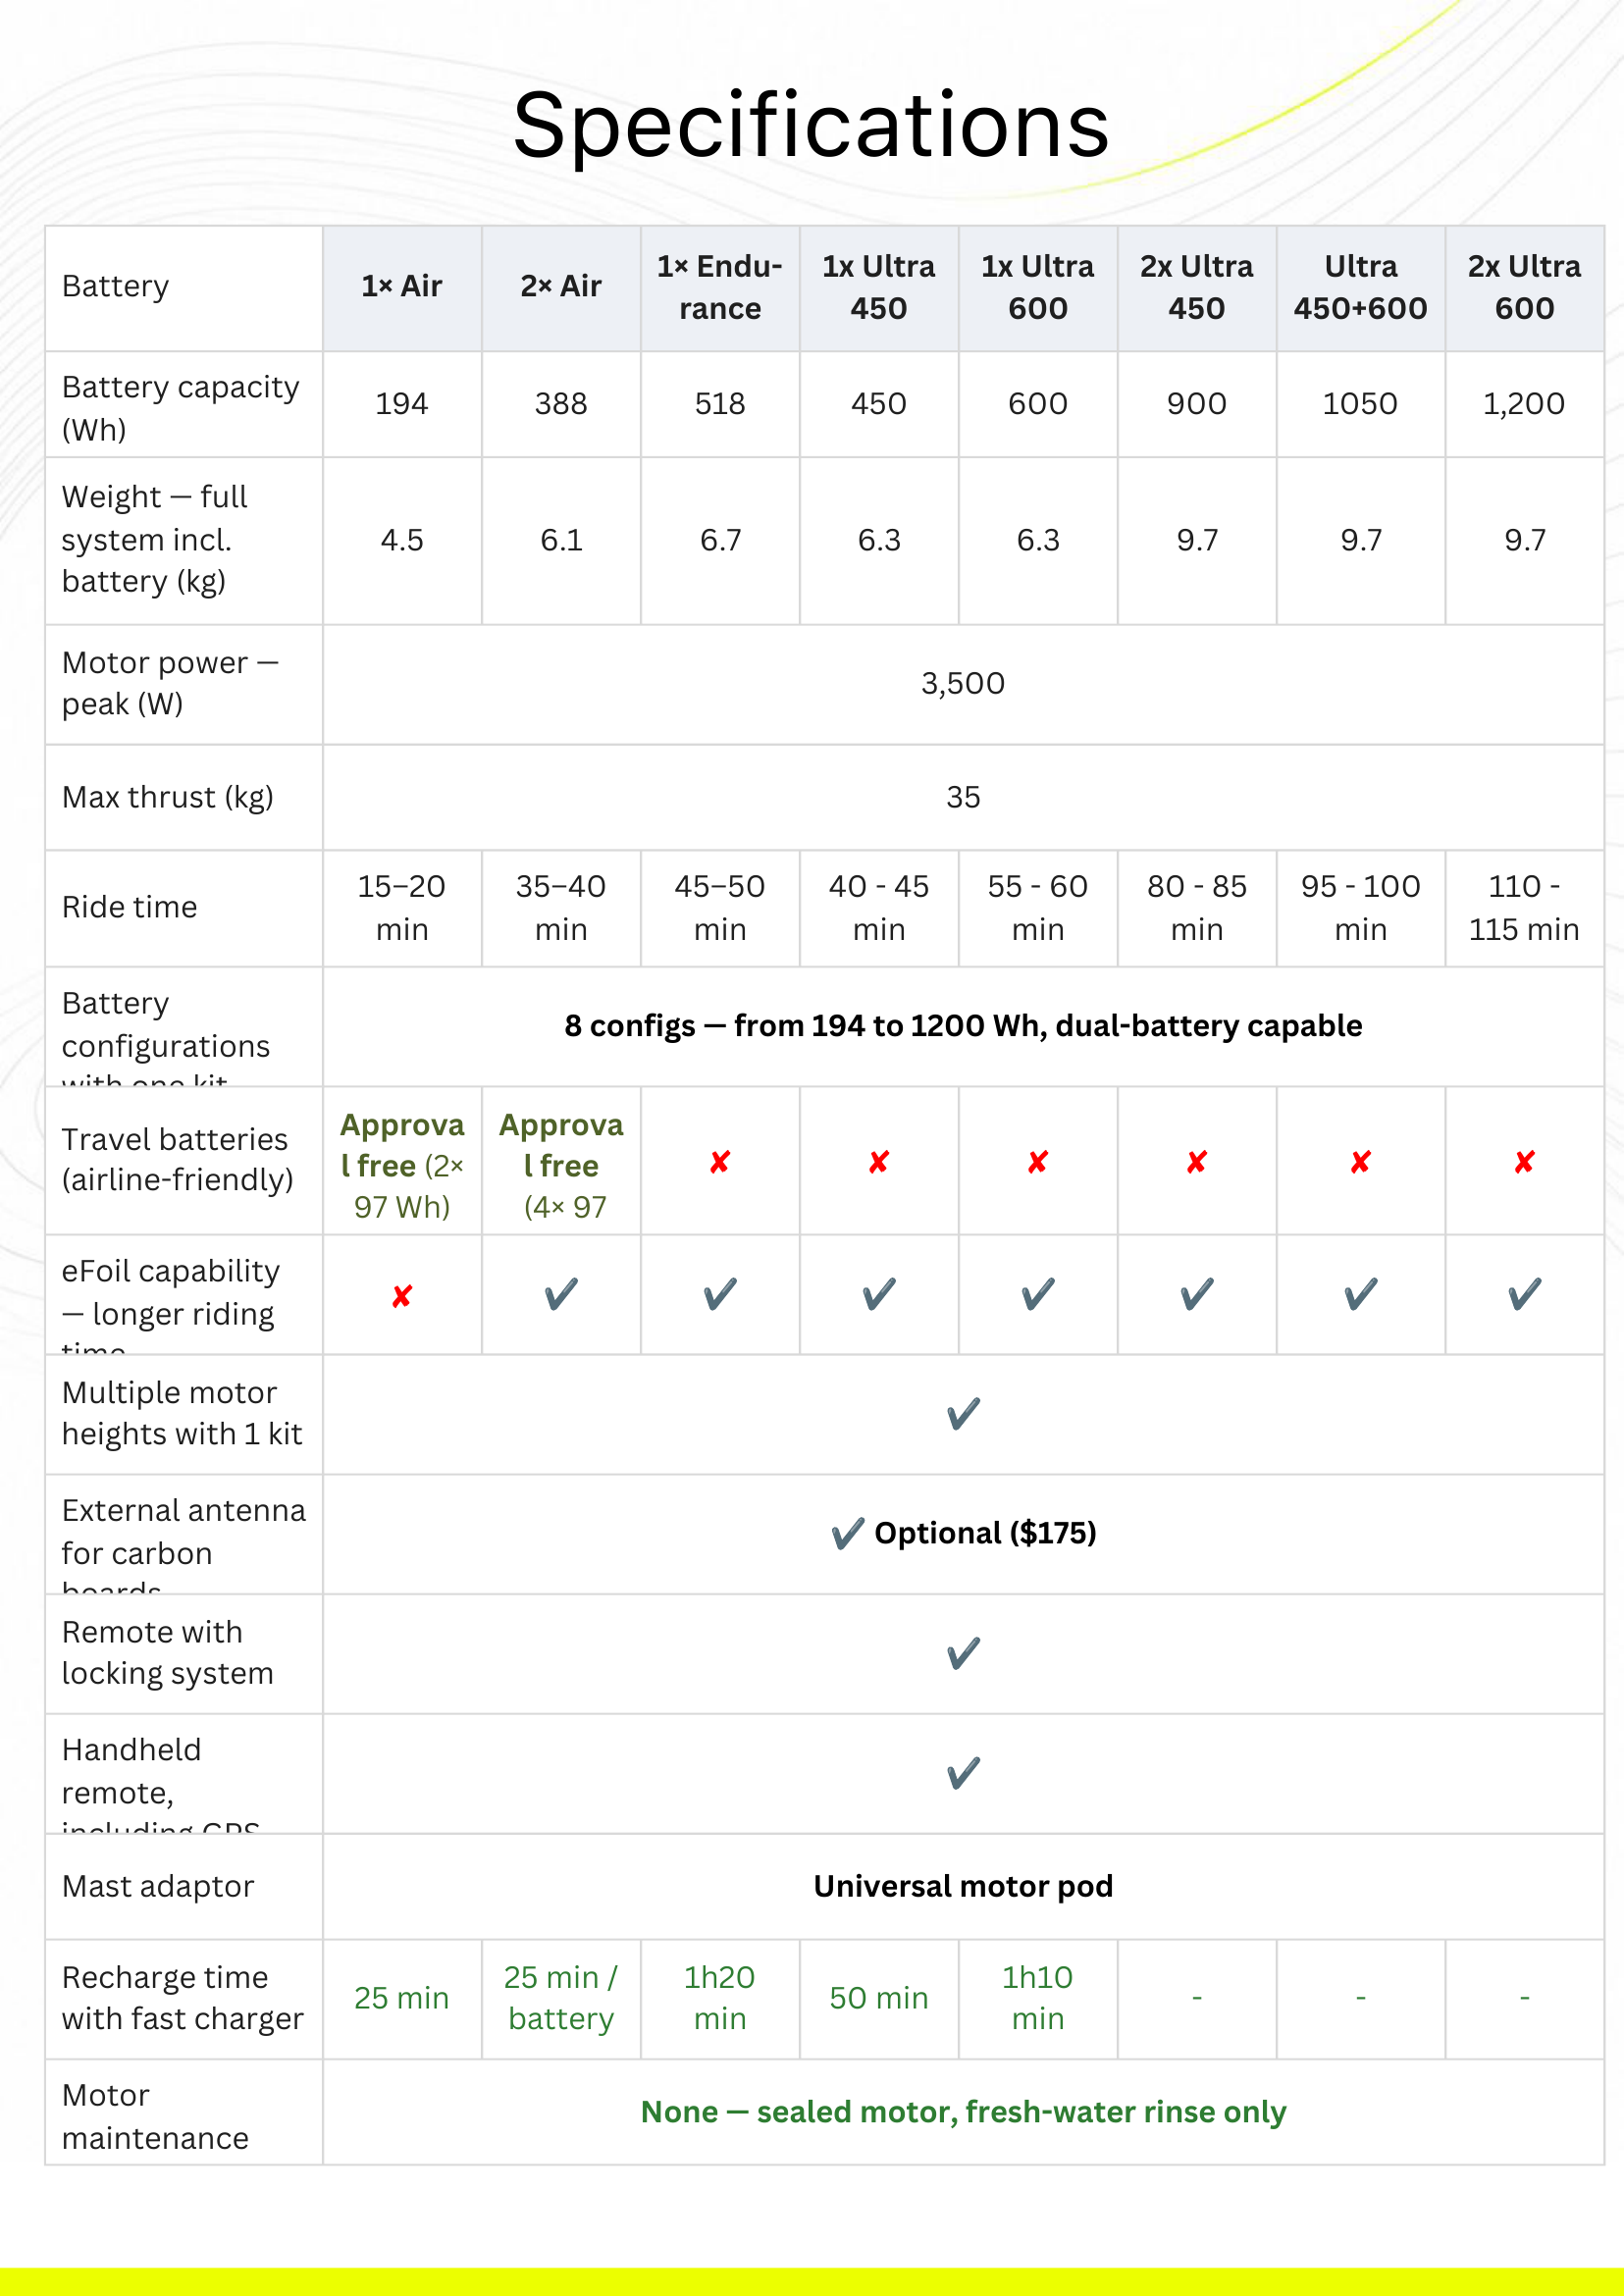 Specifications
Battery
1× Air
2× Air
1× Endu-
rance
1x Ultra
450
1x Ultra
600
2x Ultra
450
Ultra
450+600
2x Ultra
600
Battery capacity
(Wh)
194
388
518
450
600
900
1050
1,200
Weight — full
system incl.
battery (kg)
4.5
6.1
6.7
6.3
6.3
9.7
9.7
9.7
Motor power —
peak (W)
3,500
Max thrust (kg)
35
Ride time
15–20
min
35–40
min
45–50
min
40 - 45
min
55 - 60
min
80 - 85
min
95 - 100
min
110 -
115 min
Battery
configurations
with one kit
8 configs — from 194 to 1200 Wh, dual-battery capable
Travel batteries
(airline-friendly)
Approva
l free (2×
97 Wh)
Approva
l free
(4× 97
✘
✘
✘
✘
✘
✘
eFoil capability
— longer riding
time
✘
✔
✔
✔
✔
✔
✔
✔
Multiple motor
heights with 1 kit
✔
External antenna
for carbon
boards
✔ Optional ($175)
Remote with
locking system
✔
Handheld
remote,
including GPS
✔
Mast adaptor
Universal motor pod
Recharge time
with fast charger
25 min
25 min /
battery
1h20
min
50 min
1h10
min
-
-
-
Motor
maintenance
None — sealed motor, fresh-water rinse only